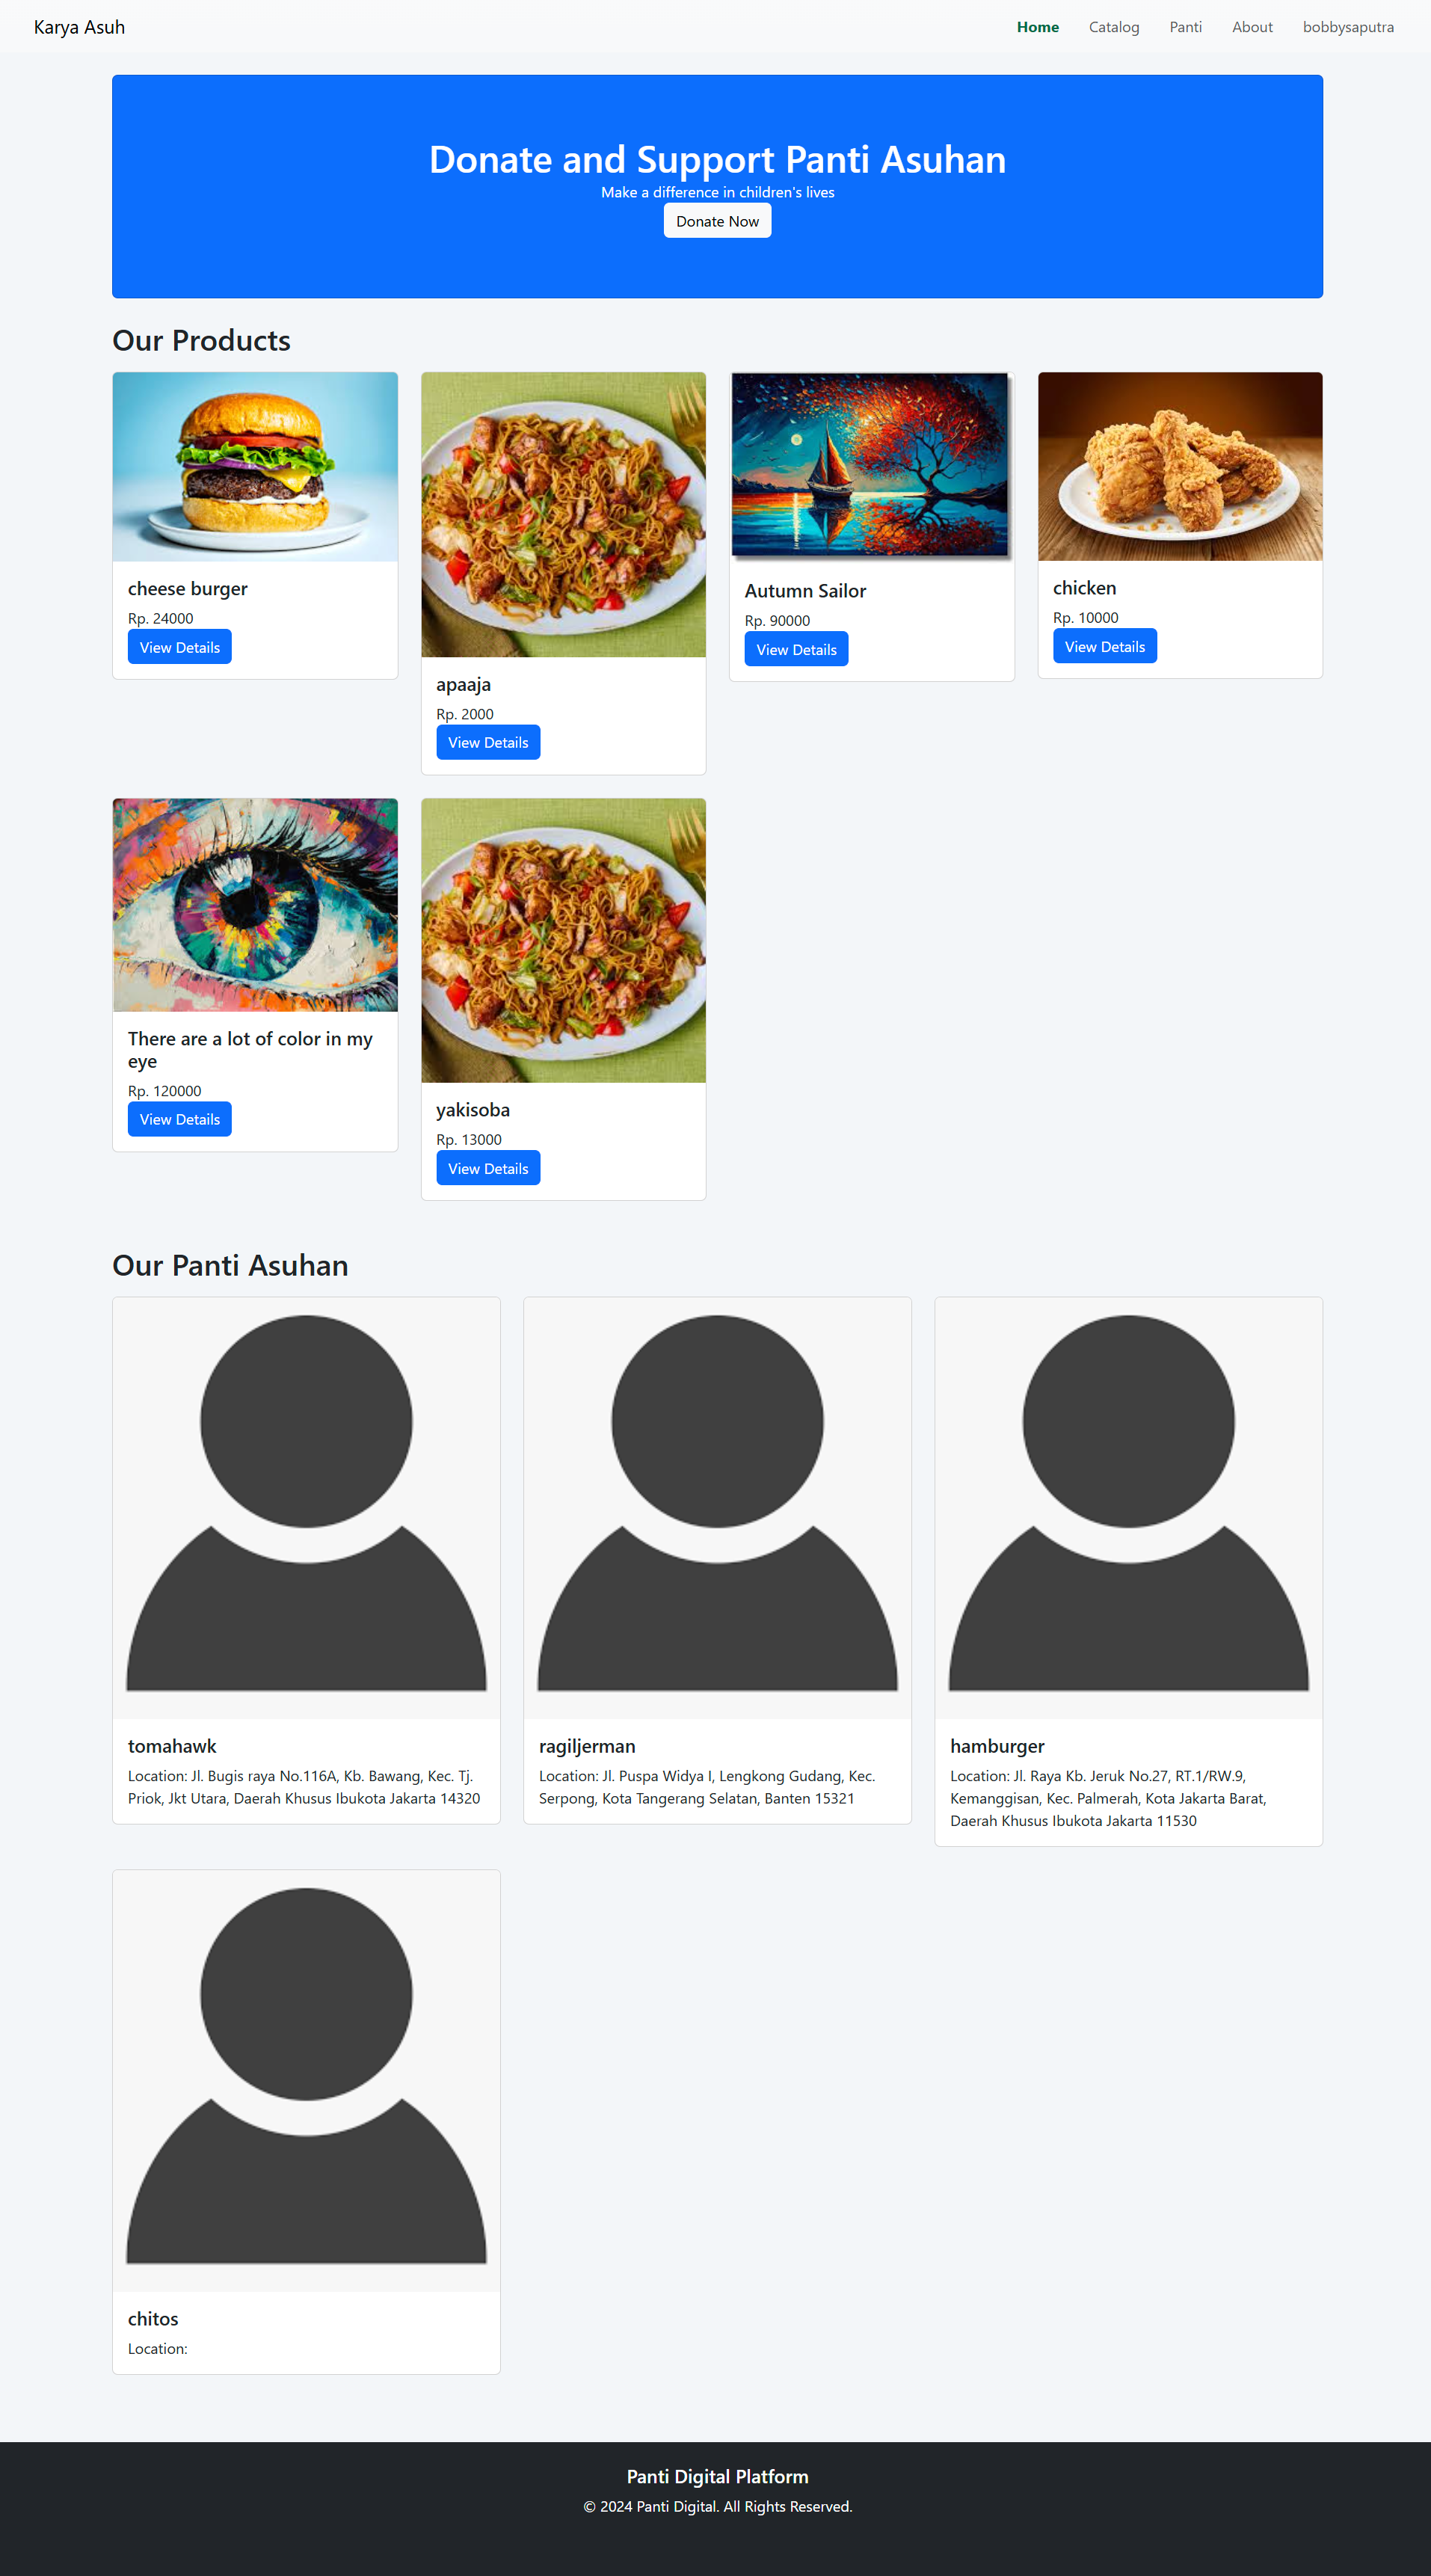 Karya Asuh
Home
Catalog
Panti
About
bobbysaputra
Donate and Support Panti Asuhan
Make a difference in children's lives
Donate Now
Our Products
cheese burger
Rp. 24000
View Details
apaaja
Rp. 2000
View Details
Autumn Sailor
Rp. 90000
View Details
chicken
Rp. 10000
View Details
There are a lot of color in my
eye
Rp. 120000
View Details
yakisoba
Rp. 13000
View Details
Our Panti Asuhan
tomahawk
Location: Jl. Bugis raya No.116A, Kb. Bawang, Kec. Tj.
Priok, Jkt Utara, Daerah Khusus Ibukota Jakarta 14320
ragiljerman
Location: Jl. Puspa Widya I, Lengkong Gudang, Kec.
Serpong, Kota Tangerang Selatan, Banten 15321
hamburger
Location: Jl. Raya Kb. Jeruk No.27, RT.1/RW.9,
Kemanggisan, Kec. Palmerah, Kota Jakarta Barat,
Daerah Khusus Ibukota Jakarta 11530
chitos
Location:
Panti Digital Platform
© 2024 Panti Digital. All Rights Reserved.